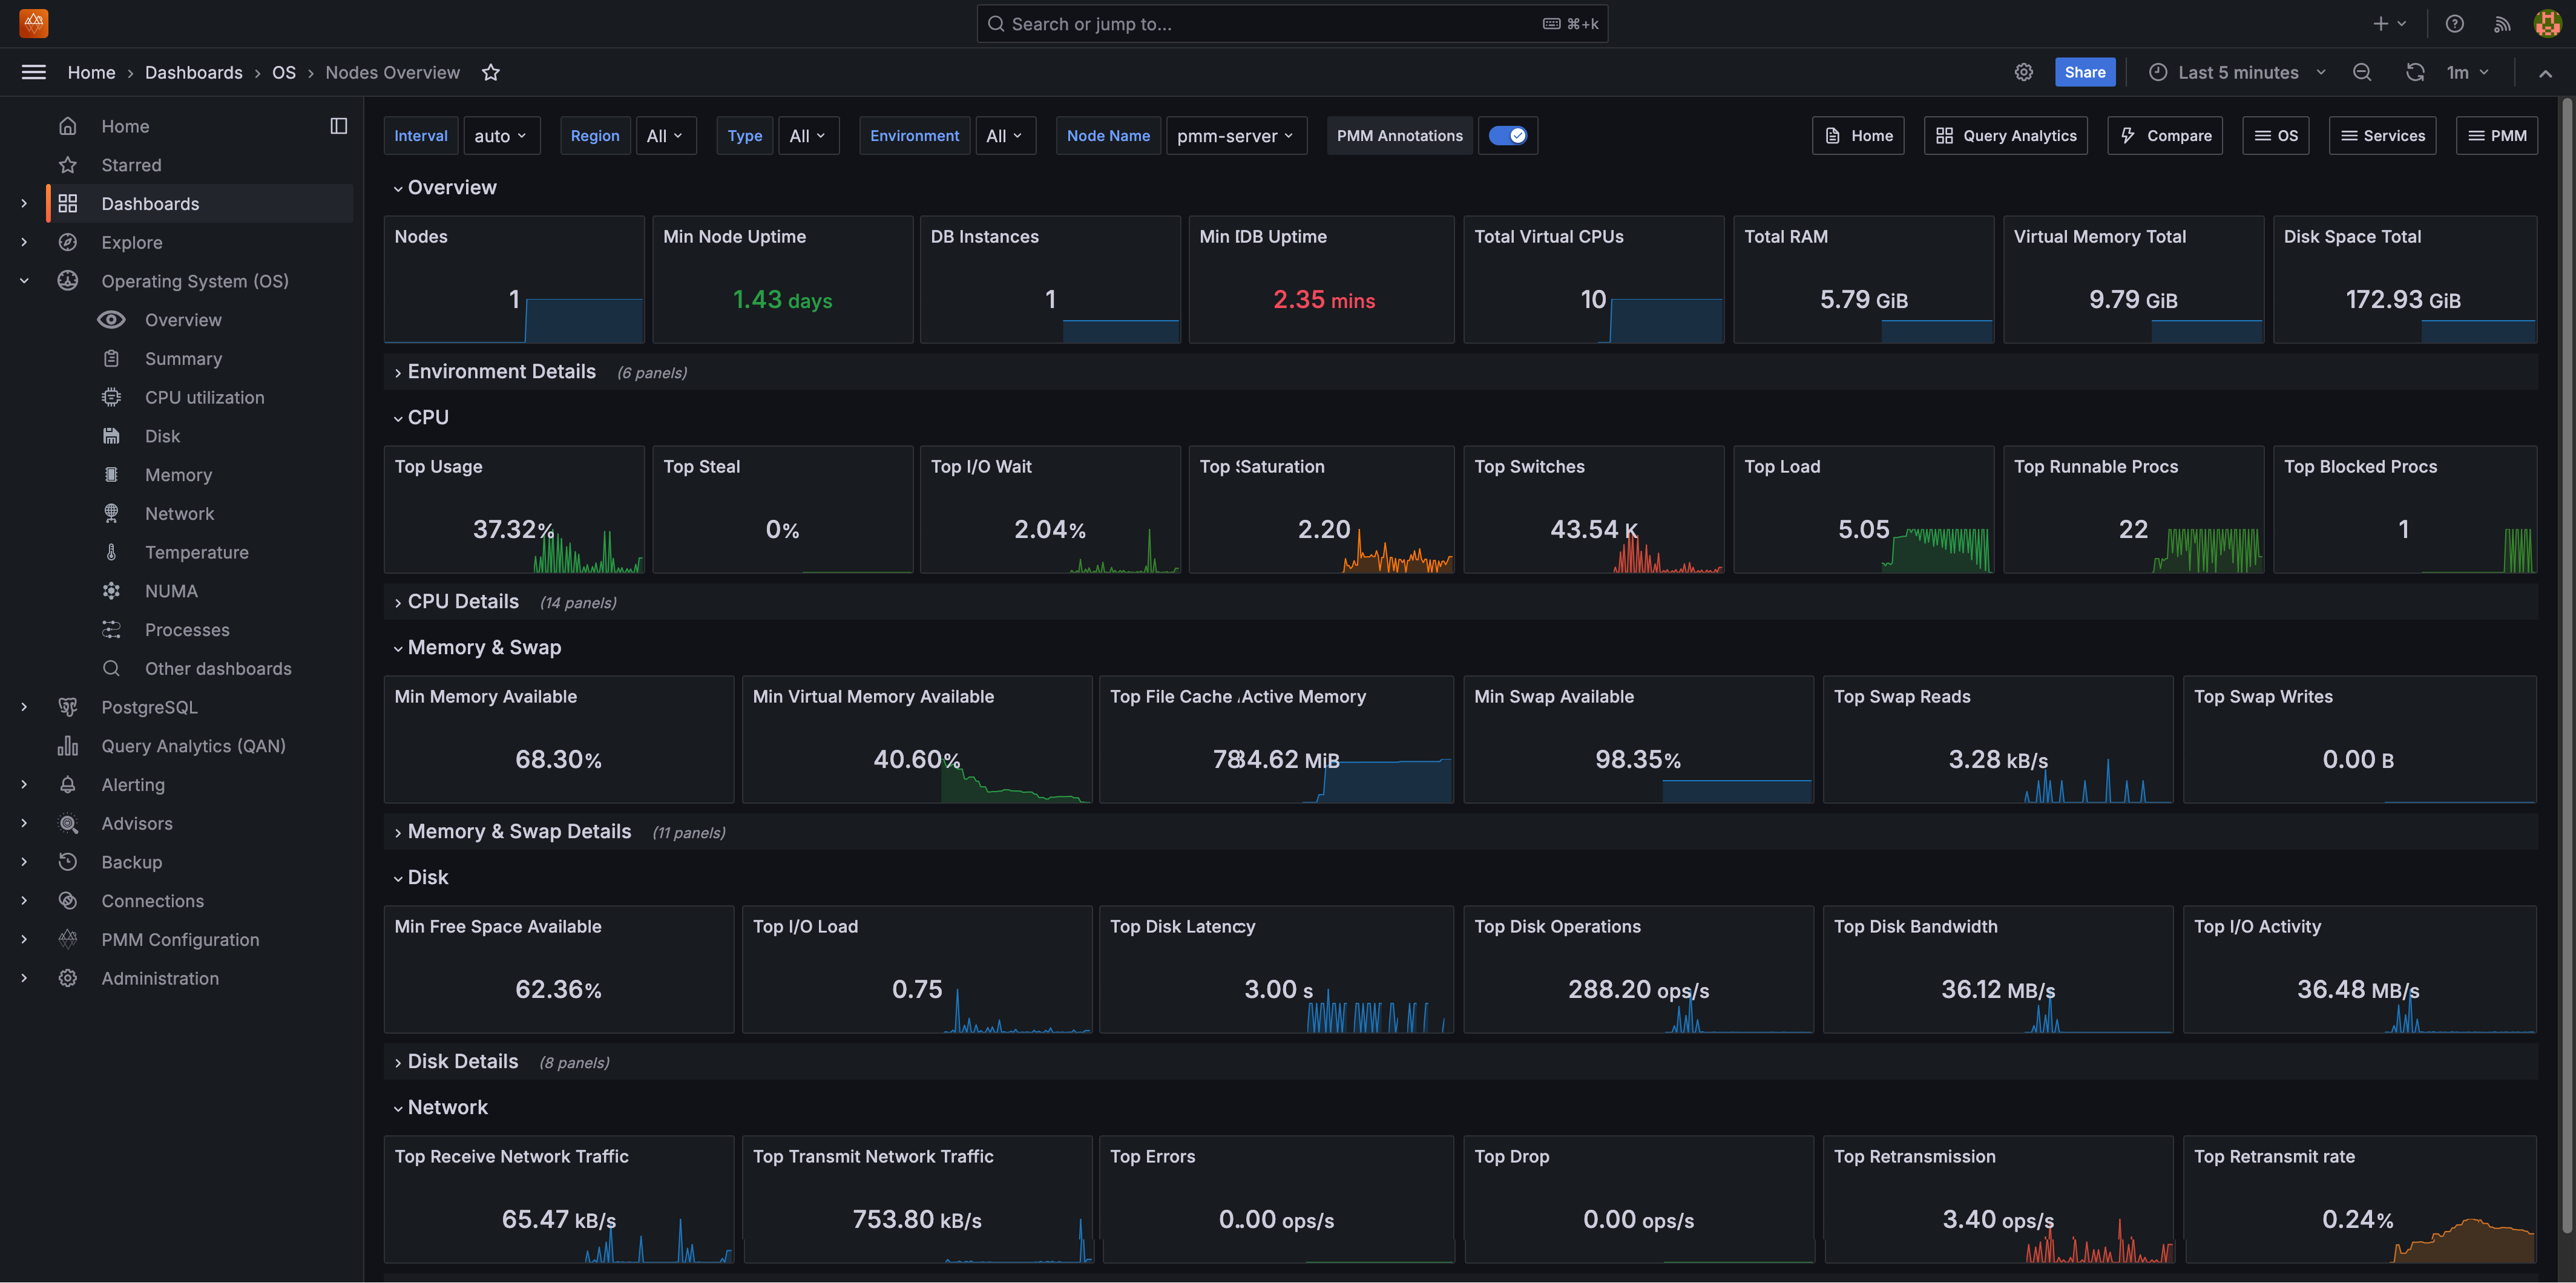 Search or jump to... ⌘+k
Home › Dashboards › OS › Nodes Overview
Share Last 5 minutes 1m
Home
Starred
Dashboards
Explore
Operating System (OS)
Overview
Summary
CPU utilization
Disk
Memory
Network
Temperature
NUMA
Processes
Other dashboards
PostgreSQL
Query Analytics (QAN)
Alerting
Advisors
Backup
Connections
PMM Configuration
Administration
Interval auto Region All Type All Environment All Node Name pmm-server PMM Annotations Home Query Analytics Compare OS Services PMM
Overview
Nodes Min Node Uptime DB Instances Min DB Uptime Total Virtual CPUs Total RAM Virtual Memory Total Disk Space Total
1 1.43 days 1 2.35 mins 10 5.79 GiB 9.79 GiB 172.93 GiB
Environment Details (6 panels)
CPU
Top Usage Top Steal Top I/O Wait Top Saturation Top Switches Top Load Top Runnable Procs Top Blocked Procs
37.32% 0% 2.04% 2.20 43.54 K 5.05 22 1
CPU Details (14 panels)
Memory & Swap
Min Memory Available Min Virtual Memory Available Top File Cache Active Memory Min Swap Available Top Swap Reads Top Swap Writes
68.30% 40.60% MiB 98.35% 3.28 kB/s 0.00 B
Memory & Swap Details (11 panels)
Disk
Min Free Space Available Top I/O Load Top Disk Latency Top Disk Operations Top Disk Bandwidth Top I/O Activity
62.36% 0.75 3.00 s 288.20 ops/s 36.12 MB/s 36.48 MB/s
Disk Details (8 panels)
Network
Top Receive Network Traffic Top Transmit Network Traffic Top Errors Top Drop Top Retransmission Top Retransmit rate
65.47 kB/s 753.80 kB/s 0..00 ops/s 0.00 ops/s 3.40 ops/s 0.24%